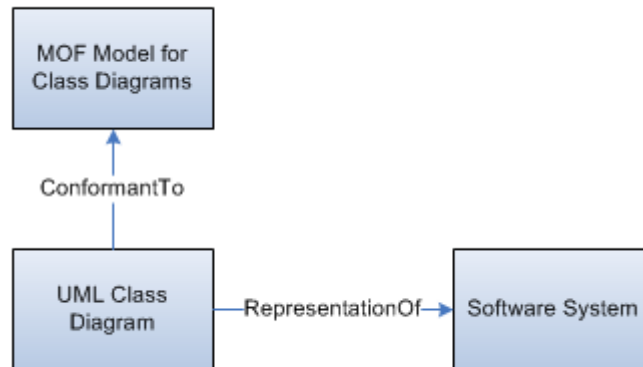 MOF Model for
Class Diagrams
ConformantTo
UML Class
Diagram
RepresentationOf
Software System